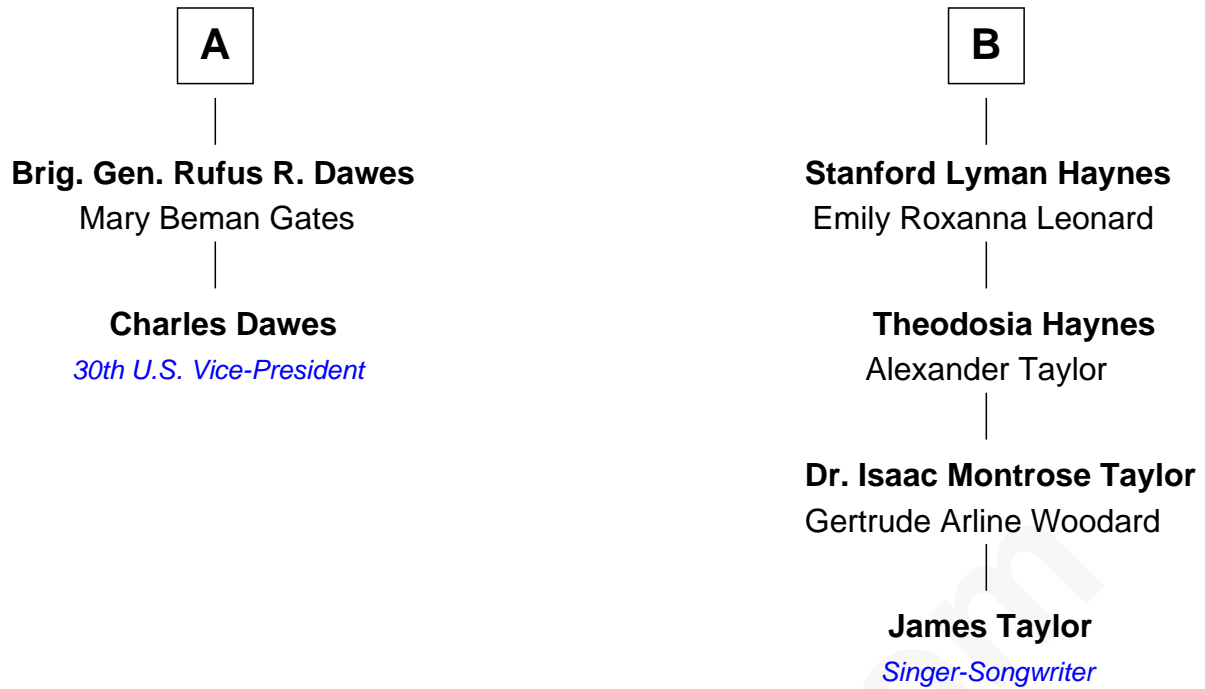 A
Brig. Gen. Rufus R. Dawes
Mary Beman Gates
Charles Dawes
30th U.S. Vice-President
B
Stanford Lyman Haynes
Emily Roxanna Leonard
Theodosia Haynes
Alexander Taylor
Dr. Isaac Montrose Taylor
Gertrude Arline Woodard
James Taylor
Singer-Songwriter